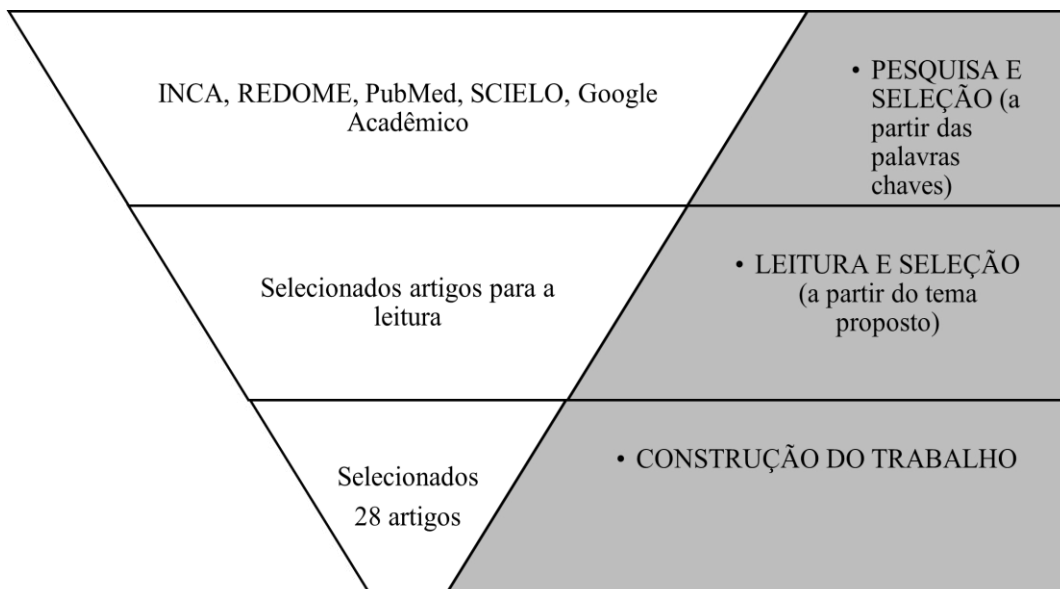 INCA, REDOME, PubMed, SCIELO, Google
Acadêmico
• PESQUISA E
SELEÇÃO (a
partir das
palavras
chaves)
Selecionados artigos para a
leitura
• LEITURA E SELEÇÃO
(a partir do tema
proposto)
Selecionados
28 artigos
• CONSTRUÇÃO DO TRABALHO